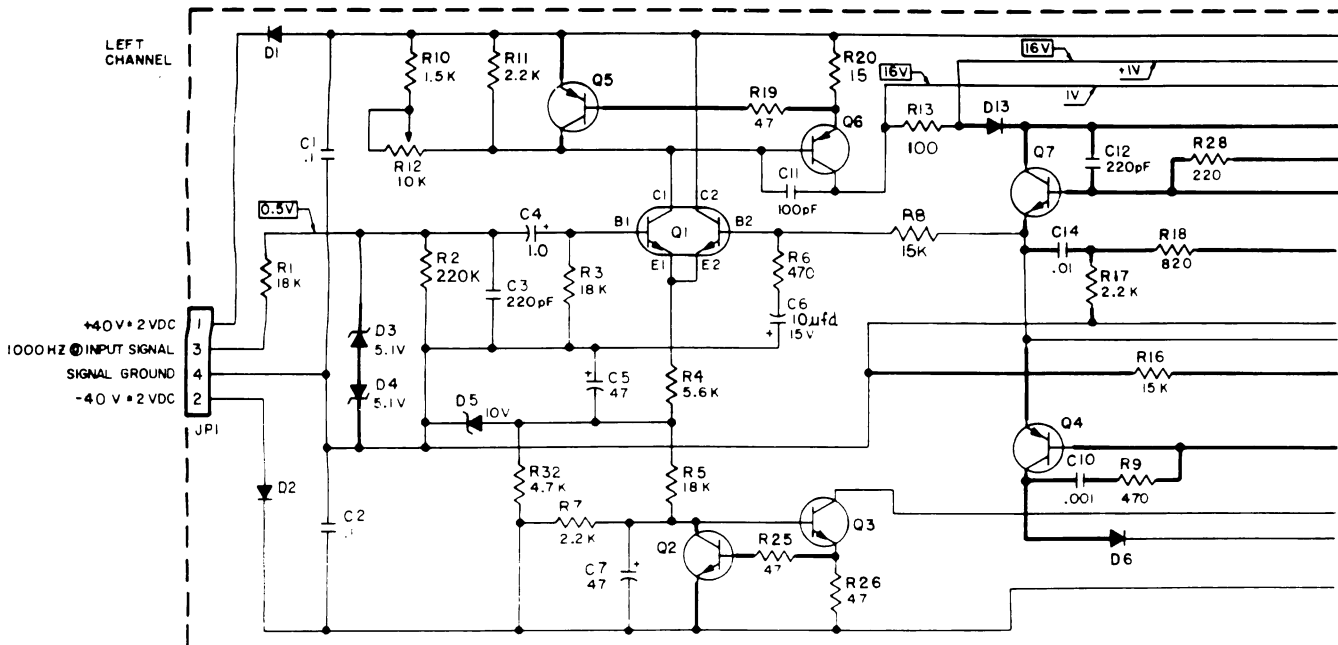 LEFT
CHANNEL
D1
R10
1.5K
R11
2.2K
Q5
R19
47
R20
15
Q6
16V
16V
+1V
1V
R13
100
D13
Q7
C12
220pF
R28
220
C1
.1
R12
10K
C11
100pF
C1
C2
B1
Q1
B2
E1
E2
0.5V
C4
+
1.0
R8
15K
C14
.01
R18
820
R17
2.2K
R1
18K
R2
220K
C3
220pF
R3
18K
R6
470
C6
10µfd
15V
+
D3
5.1V
D4
5.1V
+40V±2VDC
1
1000HZ @ INPUT SIGNAL
3
SIGNAL GROUND
4
-40V±2VDC
2
JP1
+
C5
47
R4
5.6K
R16
15K
D5
10V
Q4
C10
.001
R9
470
D2
R32
4.7K
R5
18K
C2
.1
R7
2.2K
C7
47
+
Q2
R25
47
Q3
R26
47
D6